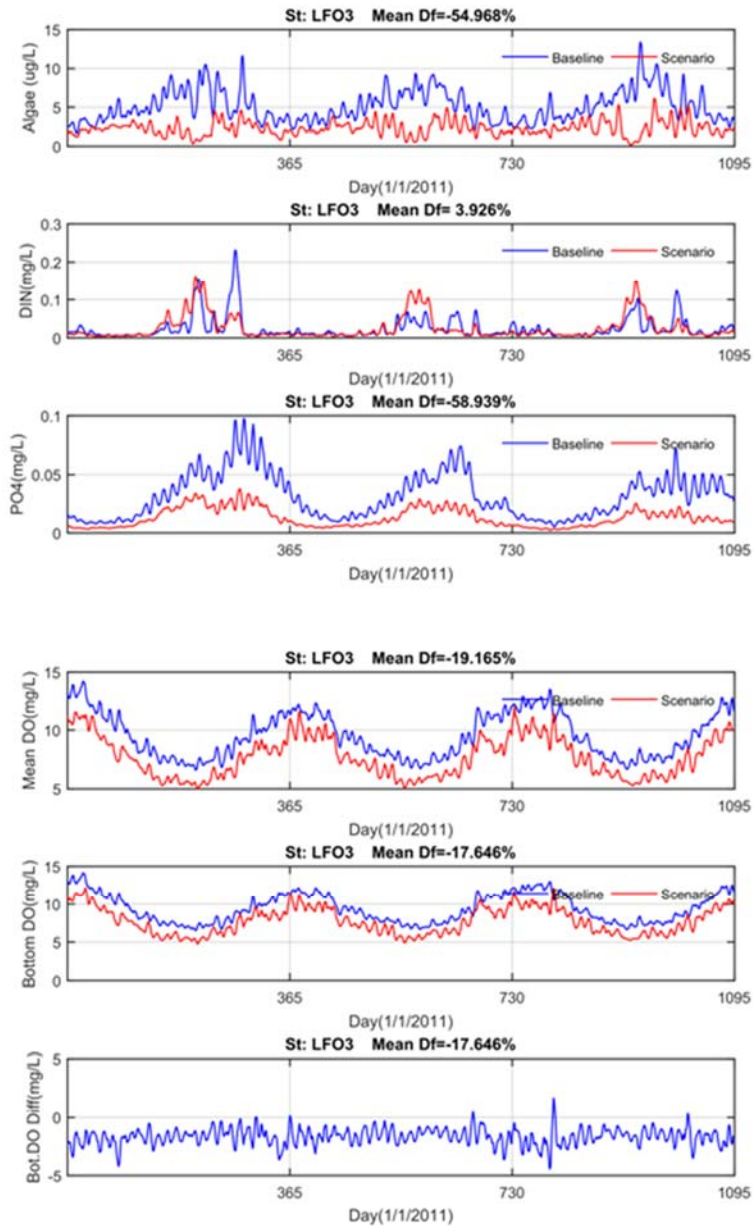 St: LFO3 Mean Df=-54.968%
15
10
5
0
Algae (ug/L)
Baseline Scenario
365 730 1095
Day(1/1/2011)
St: LFO3 Mean Df= 3.926%
0.3
0.2
0.1
0
DIN(mg/L)
Baseline Scenario
365 730 1095
Day(1/1/2011)
St: LFO3 Mean Df=-58.939%
0.1
0.05
0
PO4(mg/L)
Baseline Scenario
365 730 1095
Day(1/1/2011)
St: LFO3 Mean Df=-19.165%
15
10
5
Mean DO(mg/L)
Baseline Scenario
365 730 1095
Day(1/1/2011)
St: LFO3 Mean Df=-17.646%
15
10
5
0
Bottom DO(mg/L)
Baseline Scenario
365 730 1095
Day(1/1/2011)
St: LFO3 Mean Df=-17.646%
5
0
-5
Bot.DO Diff(mg/L)
365 730 1095
Day(1/1/2011)